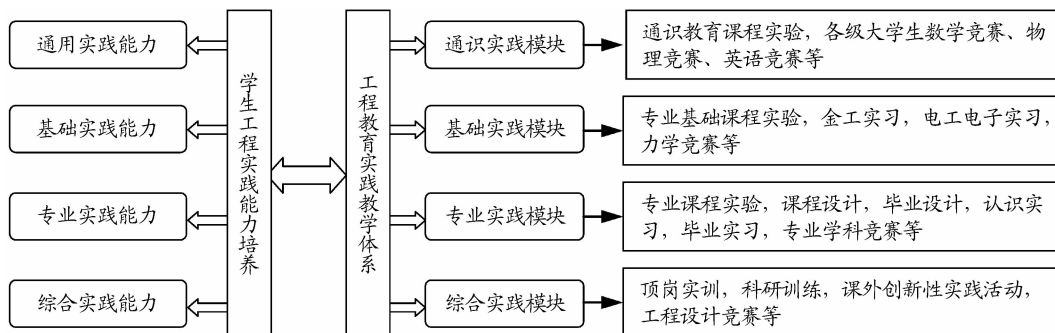 通用实践能力
基础实践能力
专业实践能力
综合实践能力
学生工程实践能力培养
工程教育实践教学体系
通识实践模块
基础实践模块
专业实践模块
综合实践模块
通识教育课程实验，各级大学生数学竞赛、物
理竞赛、英语竞赛等
专业基础课程实验，金工实习，电工电子实习，
力学竞赛等
专业课程实验，课程设计，毕业设计，认识实
习，毕业实习，专业学科竞赛等
顶岗实训，科研训练，课外创新性实践活动，
工程设计竞赛等